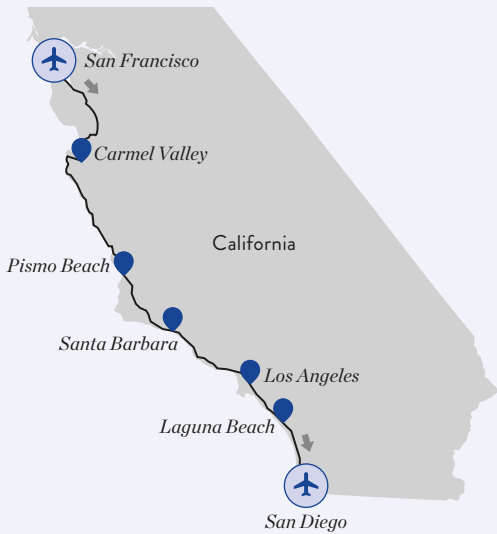 San Francisco
Carmel Valley
California
Pismo Beach
Santa Barbara
Los Angeles
Laguna Beach
San Diego